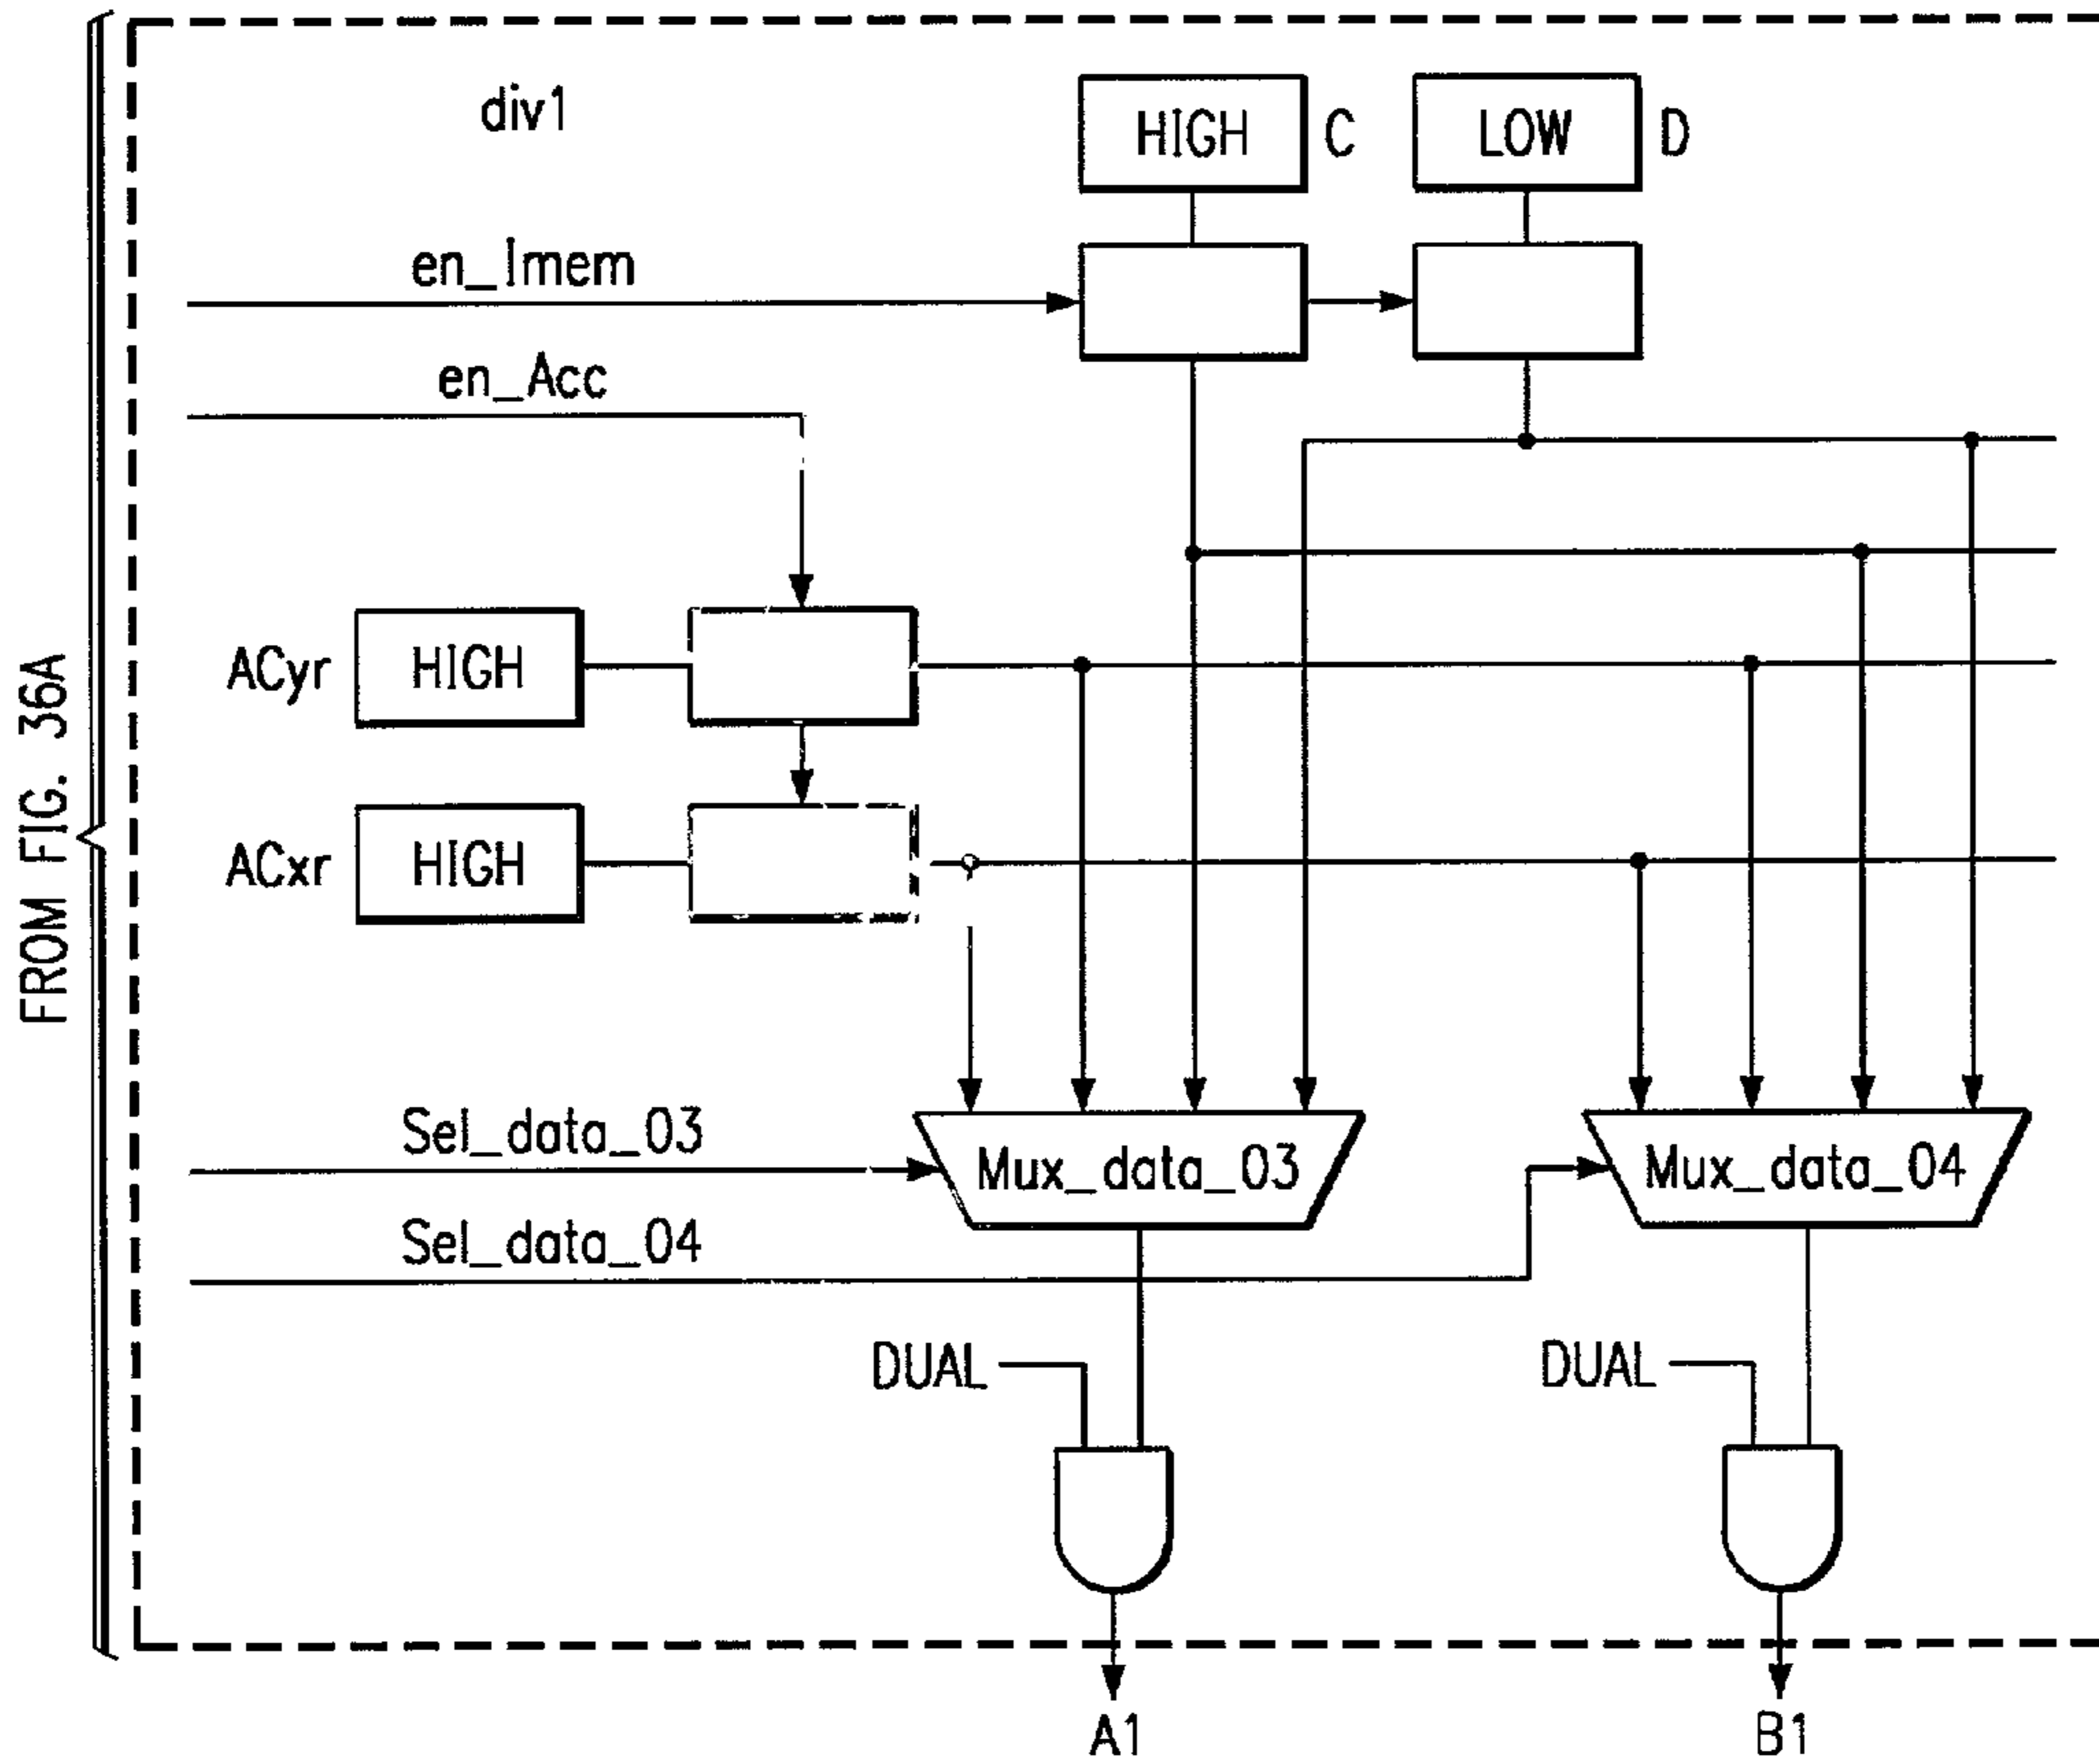 div1
HIGH C LOW D
en_Imem
en_Acc
ACyr HIGH
ACxr HIGH
FROM FIG. 36A
Sel_data_03
Mux_data_03
Mux_data_04
Sel_data_04
DUAL
DUAL
A1
B1